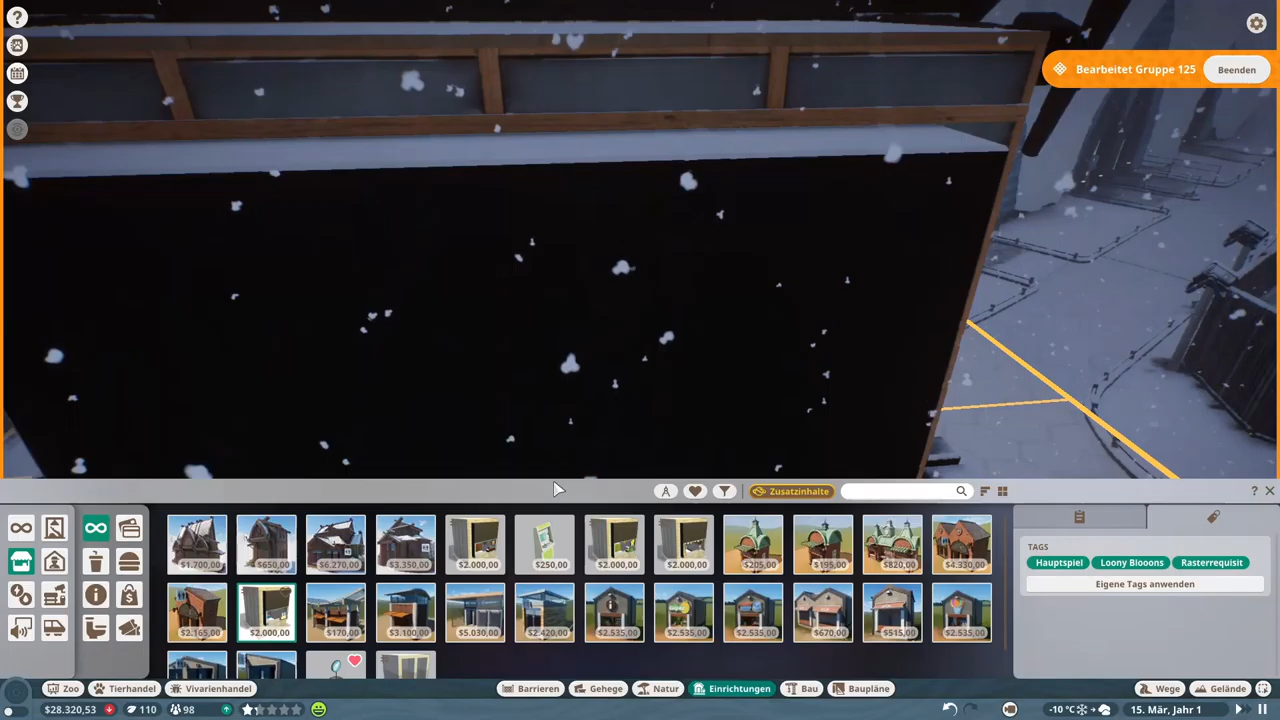 ?
Bearbeitet Gruppe 125
Beenden
Zusatzinhalte
? ×
$1.700,00 $650,00 $6.270,00 $3.350,00 $2.000,00 $250,00 $2.000,00 $2.000,00 $205,00 $195,00 $820,00 $4.330,00
$2.165,00 $2.000,00 $170,00 $3.100,00 $5.030,00 $2.420,00 $2.535,00 $2.535,00 $2.535,00 $670,00 $515,00 $2.535,00
TAGS
Hauptspiel Loony Blooons Rasterrequisit
Eigene Tags anwenden
Zoo Tierhandel Vivarienhandel Barrieren Gehege Natur Einrichtungen Bau Baupläne Wege Gelände
$28.320,53 110 98 -10 °C 15. Mär, Jahr 1